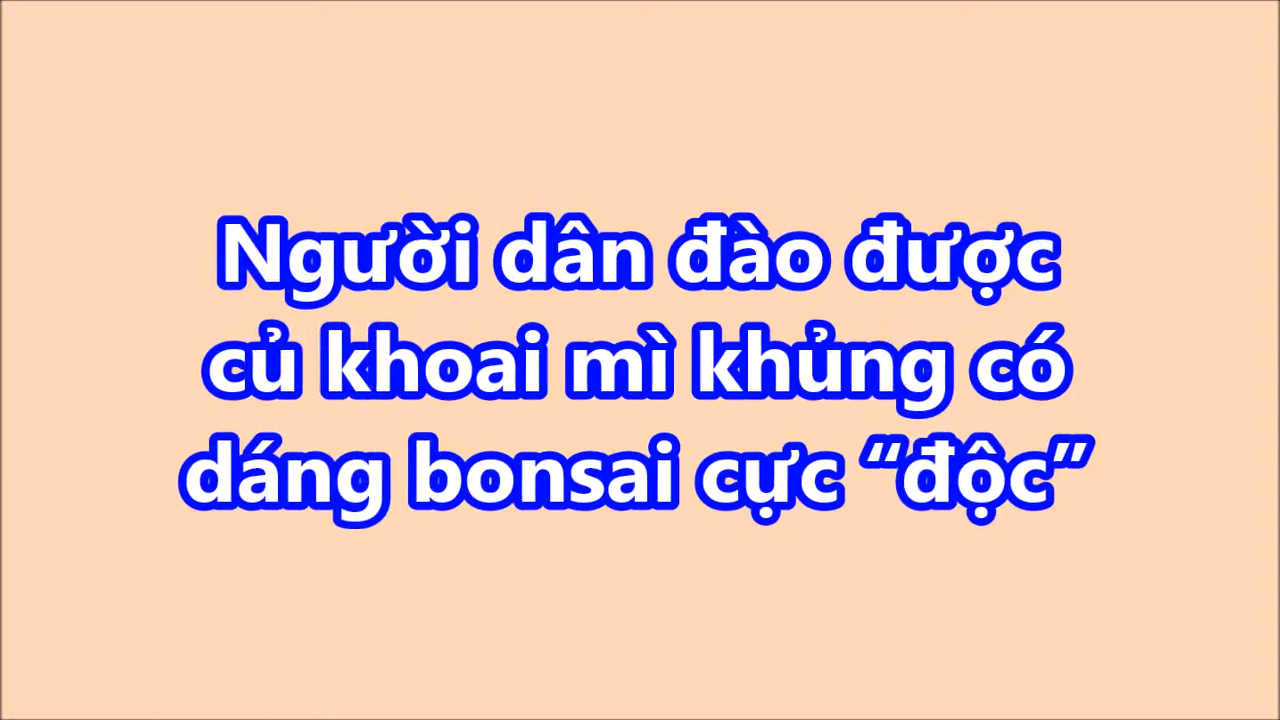 Người dân đào được
củ khoai mì khủng có
dáng bonsai cực “độc”